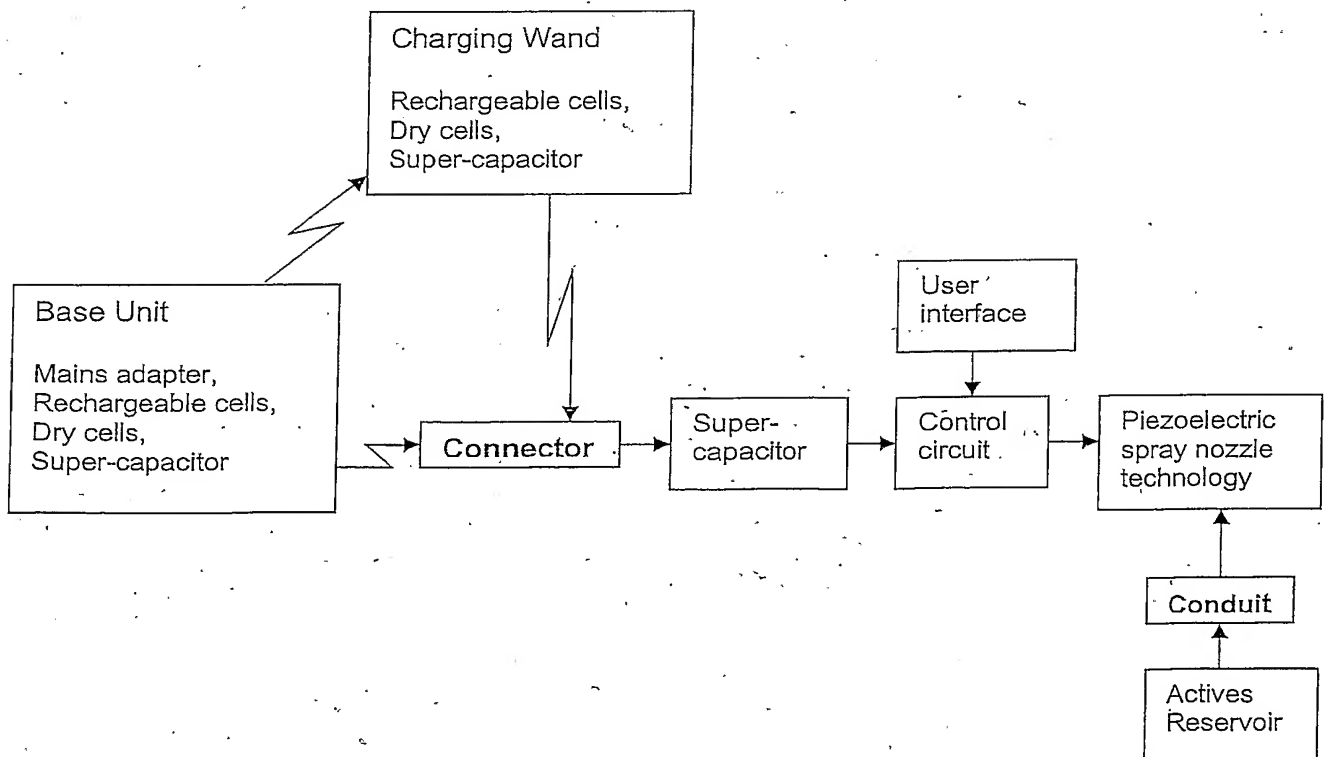 Charging Wand
Rechargeable cells,
Dry cells,
Super-capacitor
Base Unit
Mains adapter,
Rechargeable cells,
Dry cells,
Super-capacitor
Connector
Super-
capacitor
User
interface
Control
circuit
Piezoelectric
spray nozzle
technology
Conduit
Actives
Reservoir